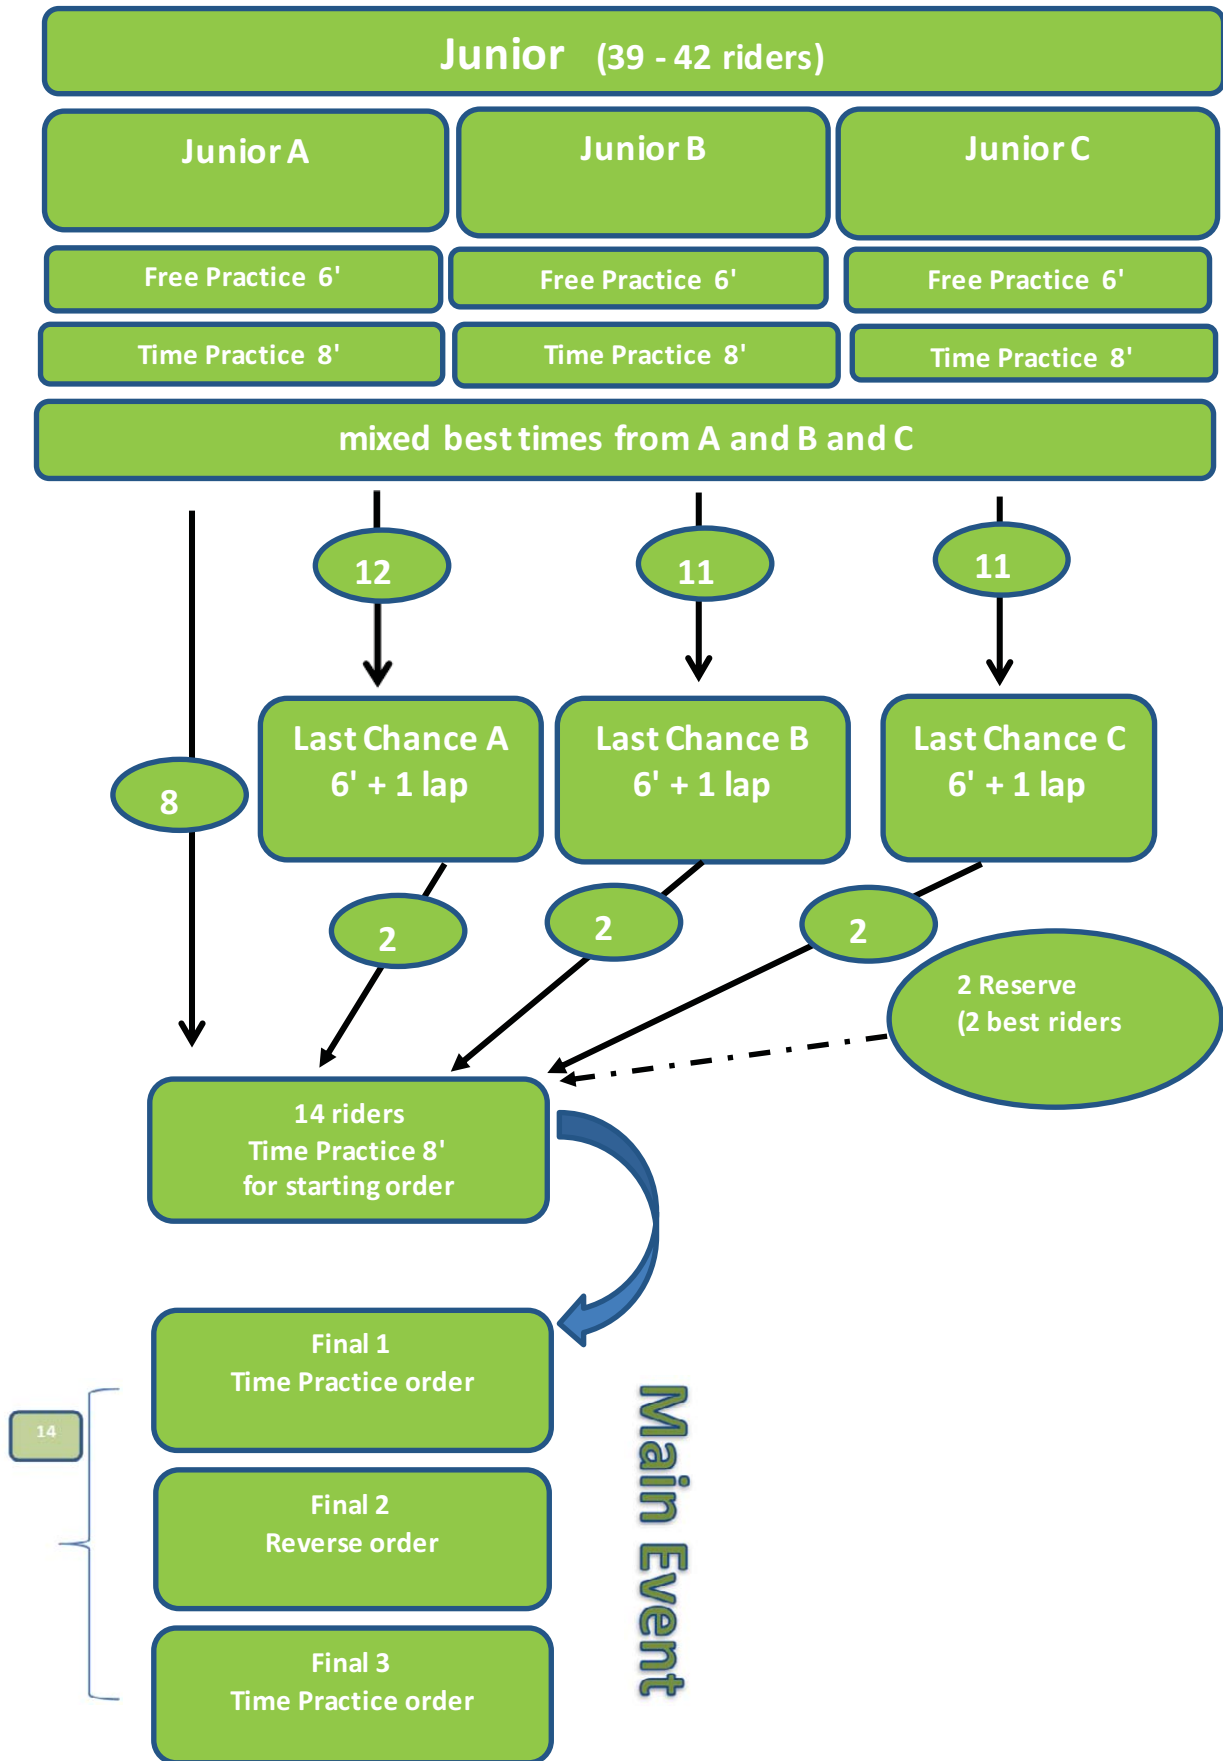 Junior (39 - 42 riders)
Junior A
Junior B
Junior C
Free Practice 6'
Free Practice 6'
Free Practice 6'
Time Practice 8'
Time Practice 8'
Time Practice 8'
mixed best times from A and B and C
12
11
11
Last Chance A
6' + 1 lap
Last Chance B
6' + 1 lap
Last Chance C
6' + 1 lap
8
2
2
2
2 Reserve
(2 best riders
14 riders
Time Practice 8'
for starting order
Final 1
Time Practice order
14
Final 2
Reverse order
Final 3
Time Practice order
Main Event